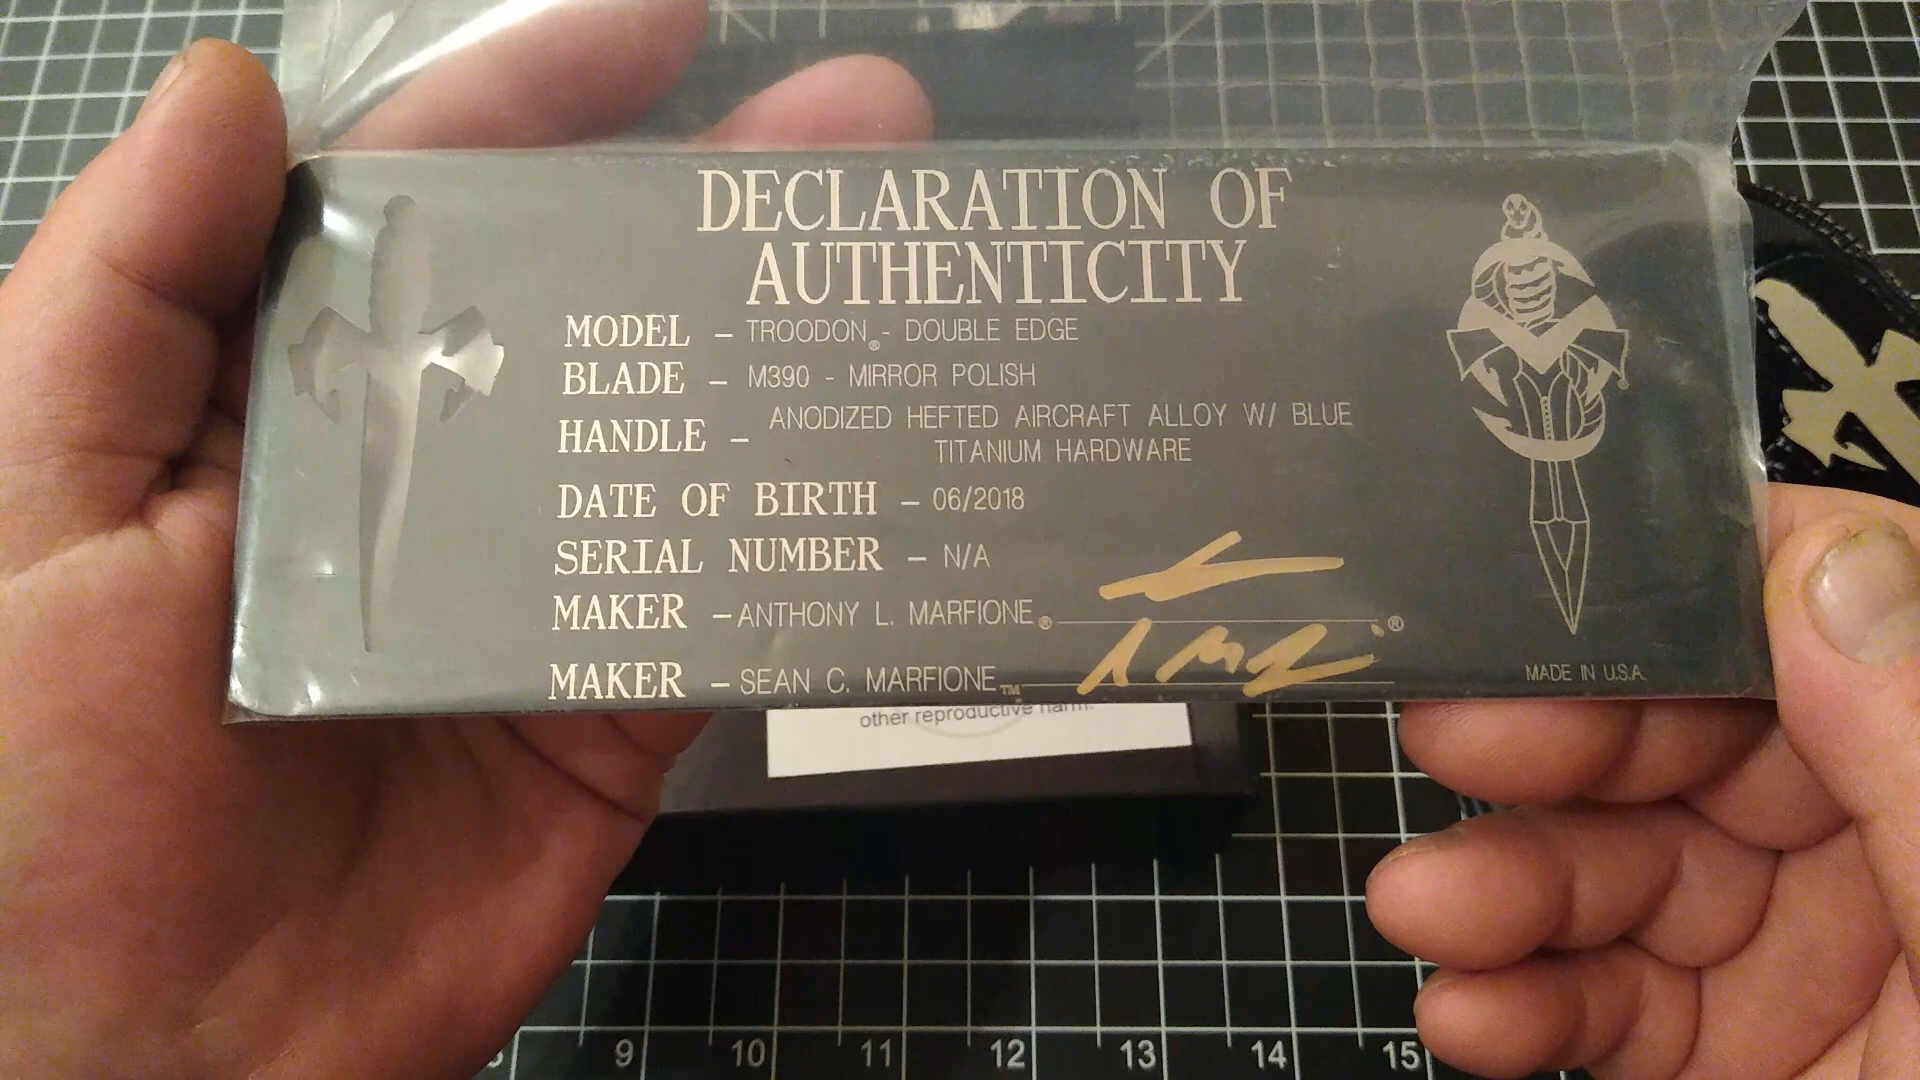 DECLARATION OF
AUTHENTICITY
MODEL - TROODON® - DOUBLE EDGE
BLADE - M390 - MIRROR POLISH
HANDLE - ANODIZED HEFTED AIRCRAFT ALLOY W/ BLUE
TITANIUM HARDWARE
DATE OF BIRTH - 06/2018
SERIAL NUMBER - N/A
MAKER - ANTHONY L. MARFIONE® ®
MAKER - SEAN C. MARFIONE™
MADE IN U.S.A.
other reproductive harm.
9 10 11 12 13 14 15